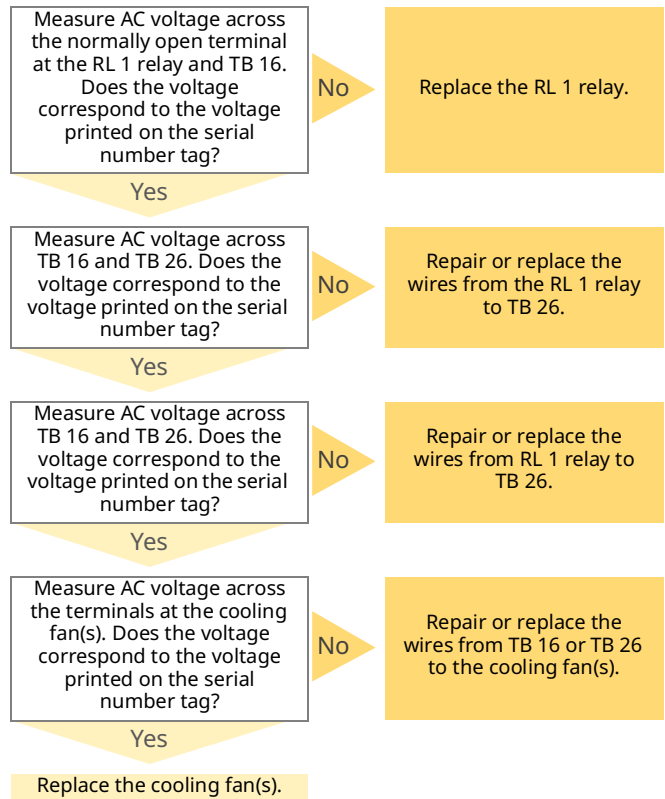 Measure AC voltage across
the normally open terminal
at the RL 1 relay and TB 16.
Does the voltage
correspond to the voltage
printed on the serial
number tag?
No
Replace the RL 1 relay.
Yes
Measure AC voltage across
TB 16 and TB 26. Does the
voltage correspond to the
voltage printed on the serial
number tag?
No
Repair or replace the
wires from the RL 1 relay
to TB 26.
Yes
Measure AC voltage across
TB 16 and TB 26. Does the
voltage correspond to the
voltage printed on the serial
number tag?
No
Repair or replace the
wires from RL 1 relay to
TB 26.
Yes
Measure AC voltage across
the terminals at the cooling
fan(s). Does the voltage
correspond to the voltage
printed on the serial
number tag?
No
Repair or replace the
wires from TB 16 or TB 26
to the cooling fan(s).
Yes
Replace the cooling fan(s).